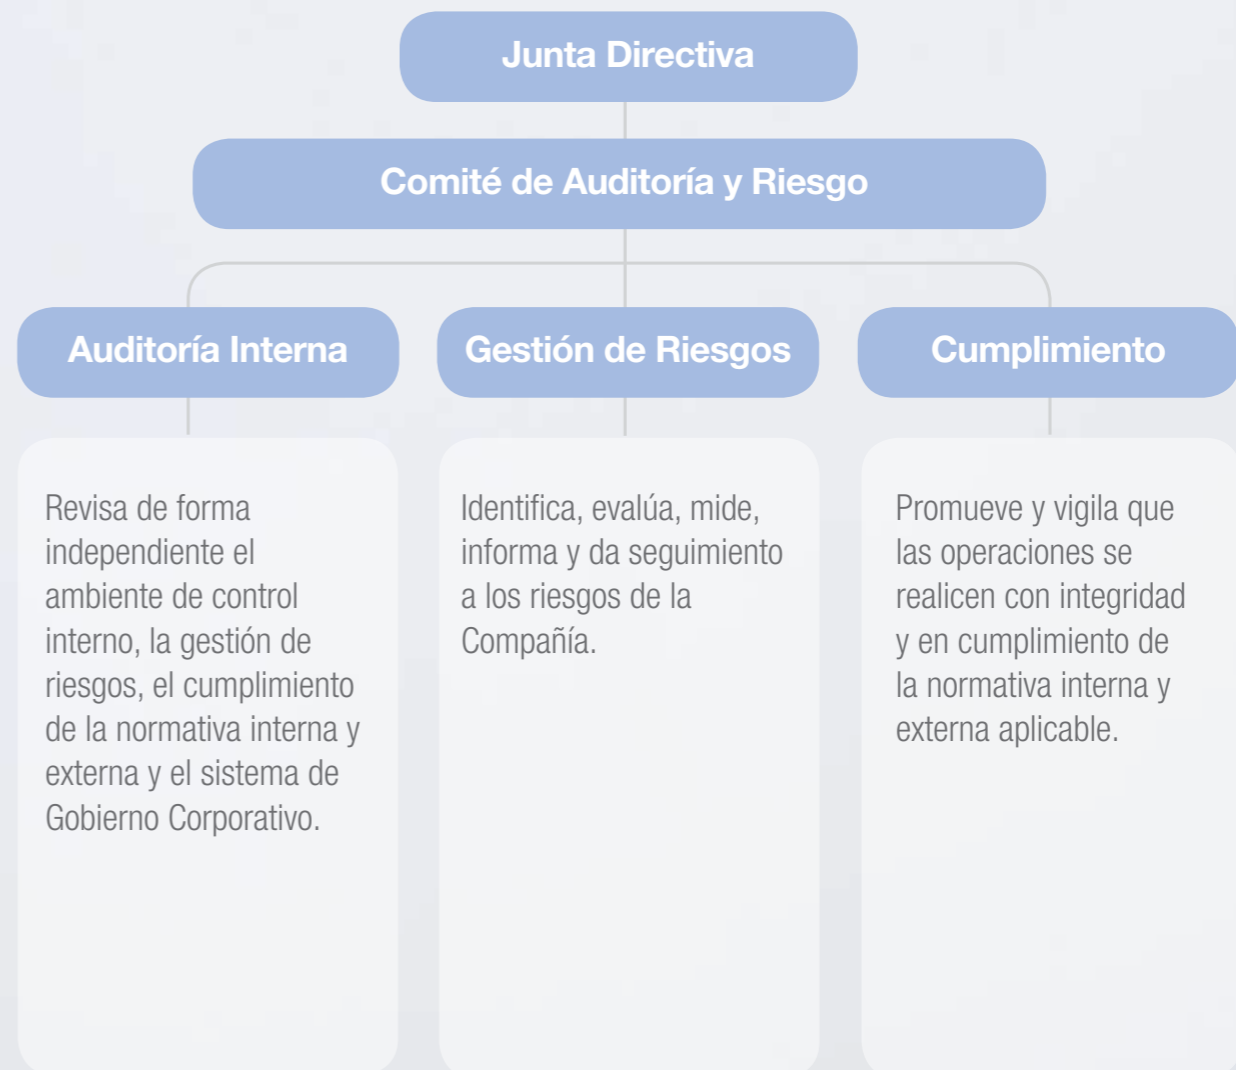 Junta Directiva
Comité de Auditoría y Riesgo
Auditoría Interna
Gestión de Riesgos
Cumplimiento
Revisa de forma
independiente el
ambiente de control
interno, la gestión de
riesgos, el cumplimiento
de la normativa interna y
externa y el sistema de
Gobierno Corporativo.
Identifica, evalúa, mide,
informa y da seguimiento
a los riesgos de la
Compañía.
Promueve y vigila que
las operaciones se
realicen con integridad
y en cumplimiento de
la normativa interna y
externa aplicable.